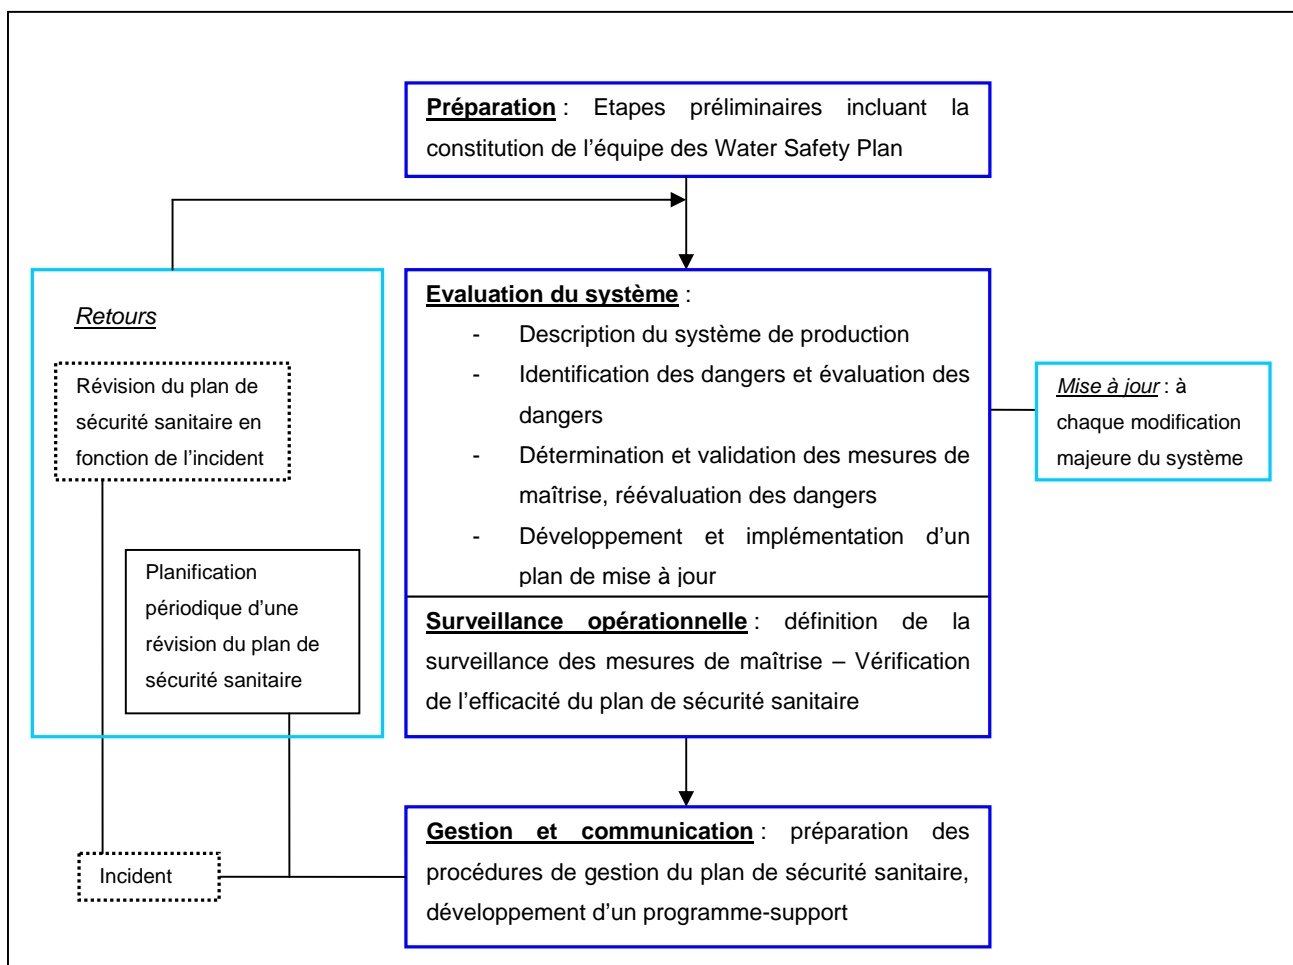 Préparation : Etapes préliminaires incluant la
constitution de l'équipe des Water Safety Plan
Retours
Révision du plan de
sécurité sanitaire en
fonction de l'incident
Planification
périodique d'une
révision du plan de
sécurité sanitaire
Incident
Evaluation du système :
- Description du système de production
- Identification des dangers et évaluation des
dangers
- Détermination et validation des mesures de
maîtrise, réévaluation des dangers
- Développement et implémentation d'un
plan de mise à jour
Surveillance opérationnelle : définition de la
surveillance des mesures de maîtrise – Vérification
de l'efficacité du plan de sécurité sanitaire
Mise à jour : à
chaque modification
majeure du système
Gestion et communication : préparation des
procédures de gestion du plan de sécurité sanitaire,
développement d'un programme-support